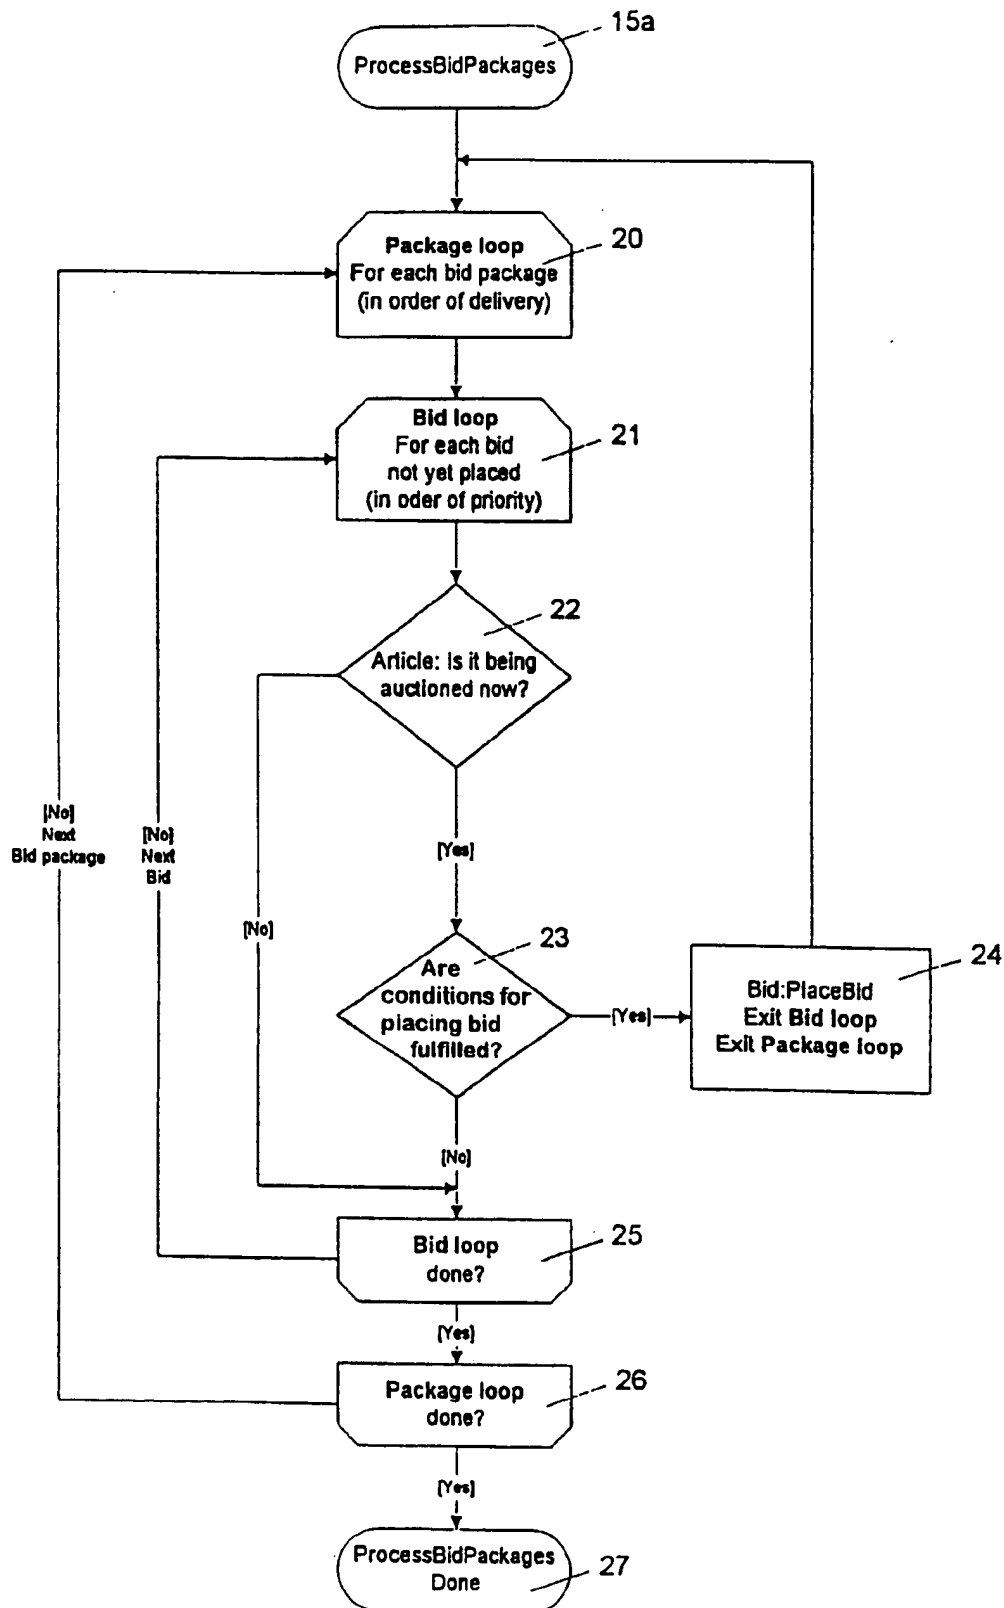 15a
ProcessBidPackages
20
Package loop
For each bid package
(in order of delivery)
21
Bid loop
For each bid
not yet placed
(in oder of priority)
22
Article: Is it being
auctioned now?
[No]
Next
Bid package
[No]
Next
Bid
[Yes]
[No]
23
Are
conditions for
placing bid
fulfilled?
[Yes]
24
Bid:PlaceBid
Exit Bid loop
Exit Package loop
[No]
25
Bid loop
done?
[Yes]
26
Package loop
done?
[Yes]
ProcessBidPackages
Done
27